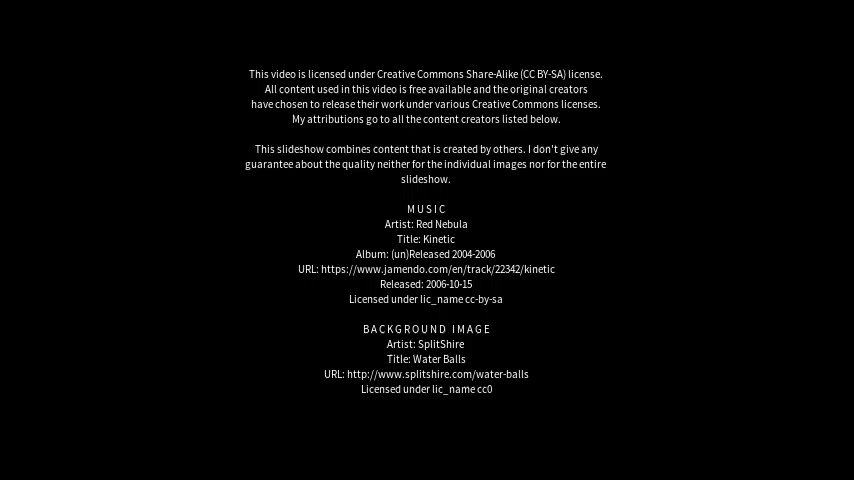 This video is licensed under Creative Commons Share-Alike (CC BY-SA) license.
All content used in this video is free available and the original creators
have chosen to release their work under various Creative Commons licenses.
My attributions go to all the content creators listed below.
This slideshow combines content that is created by others. I don't give any
guarantee about the quality neither for the individual images nor for the entire
slideshow.
MUSIC
Artist: Red Nebula
Title: Kinetic
Album: (un)Released 2004-2006
URL: https://www.jamendo.com/en/track/22342/kinetic
Released: 2006-10-15
Licensed under lic_name cc-by-sa
BACKGROUND IMAGE
Artist: SplitShire
Title: Water Balls
URL: http://www.splitshire.com/water-balls
Licensed under lic_name cc0